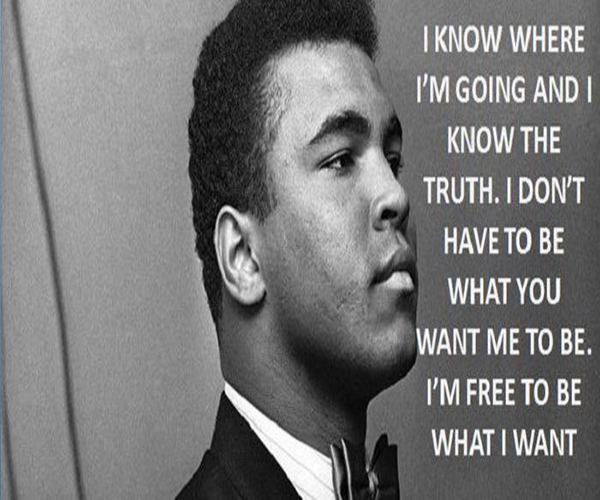 I KNOW WHERE
I'M GOING AND I
KNOW THE
TRUTH. I DON'T
HAVE TO BE
WHAT YOU
WANT ME TO BE.
I'M FREE TO BE
WHAT I WANT